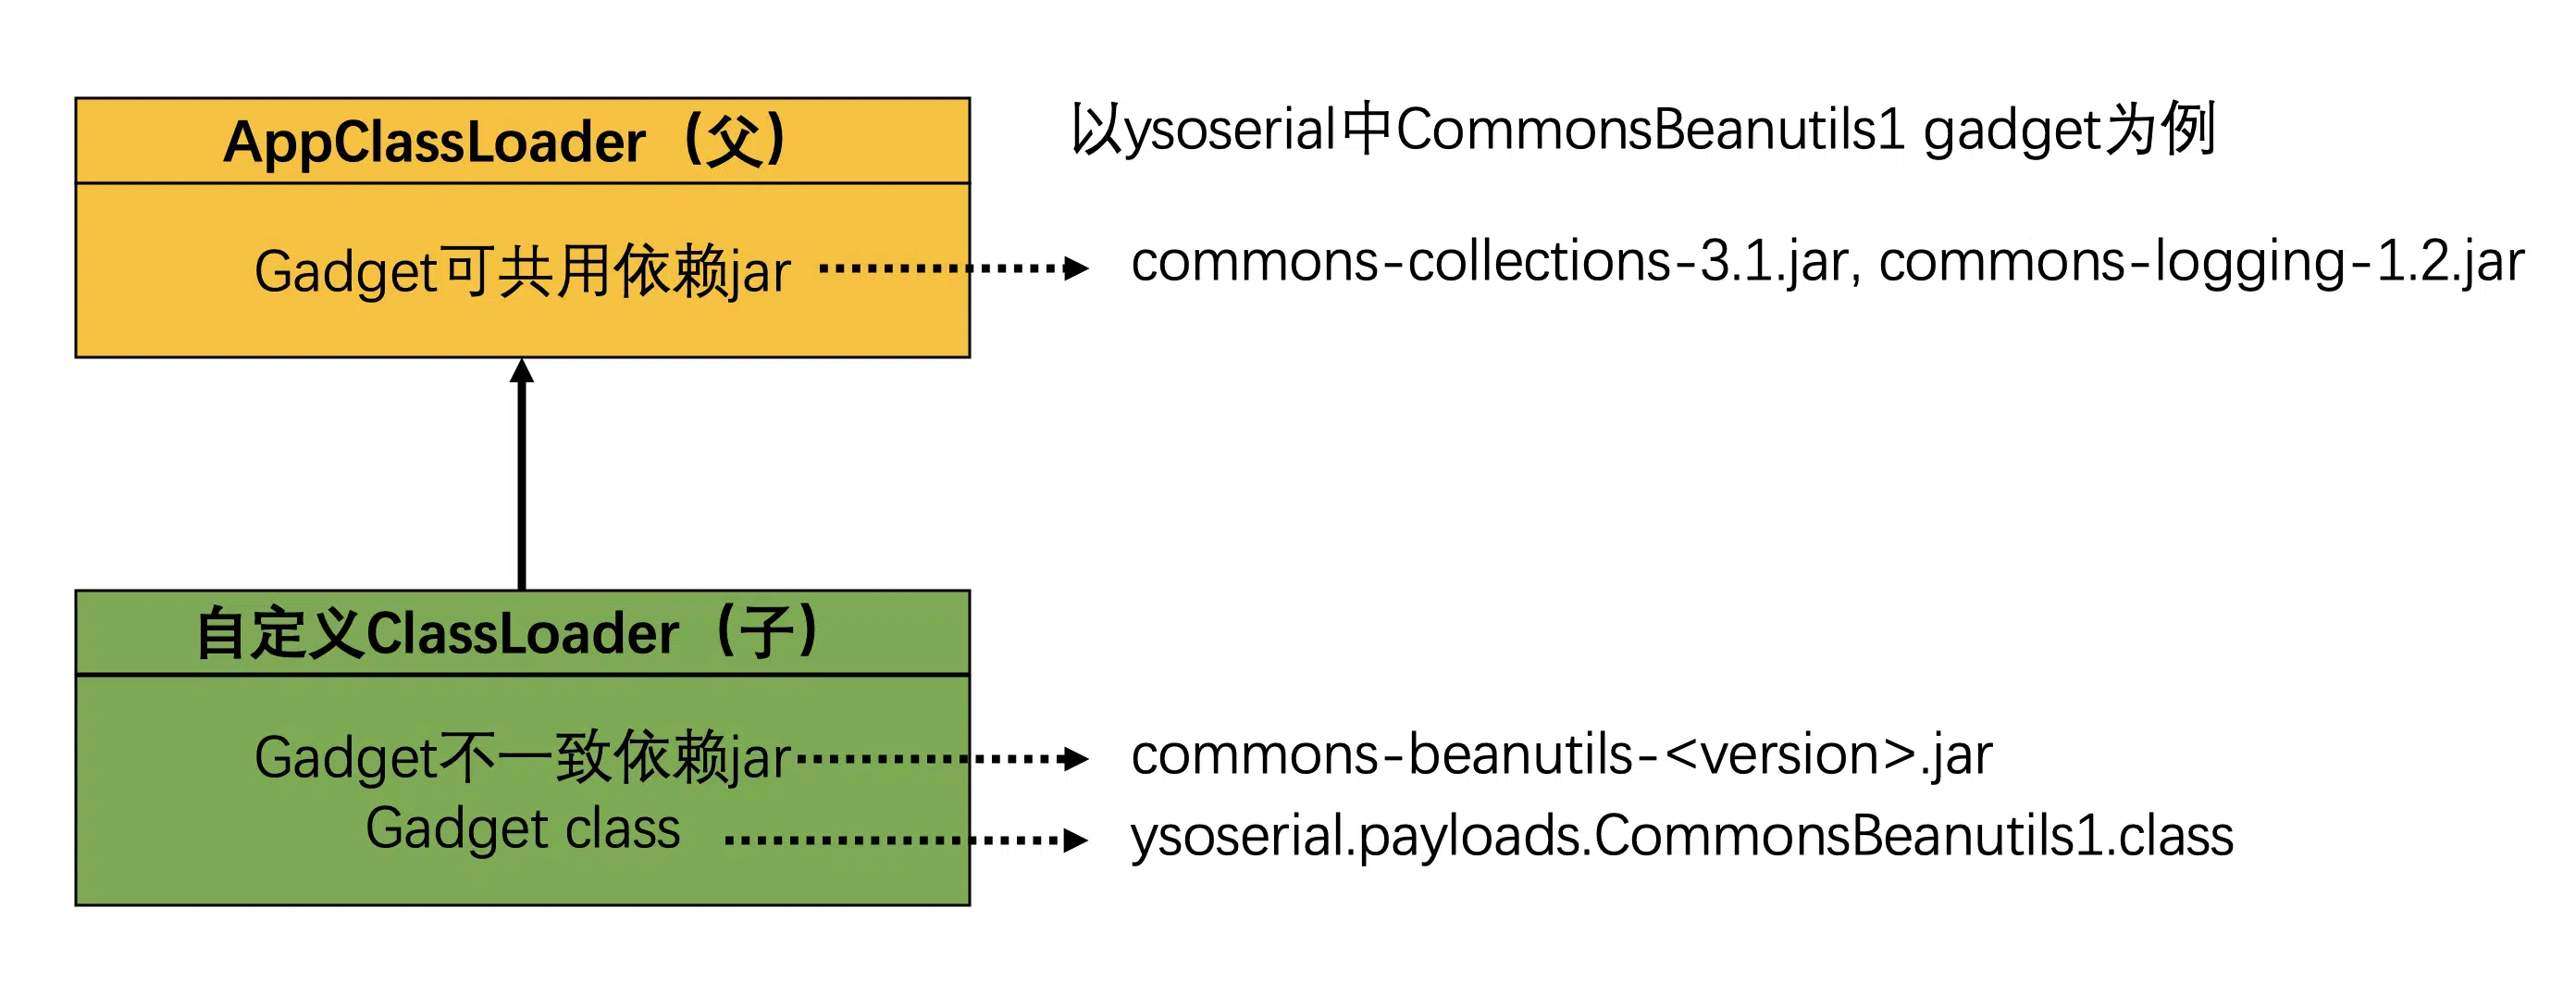 AppClassLoader（父）
以ysoserial中CommonsBeanutils1 gadget为例
Gadget可共用依赖jar
commons-collections-3.1.jar, commons-logging-1.2.jar
自定义ClassLoader（子）
Gadget不一致依赖jar
commons-beanutils-<version>.jar
Gadget class
ysoserial.payloads.CommonsBeanutils1.class